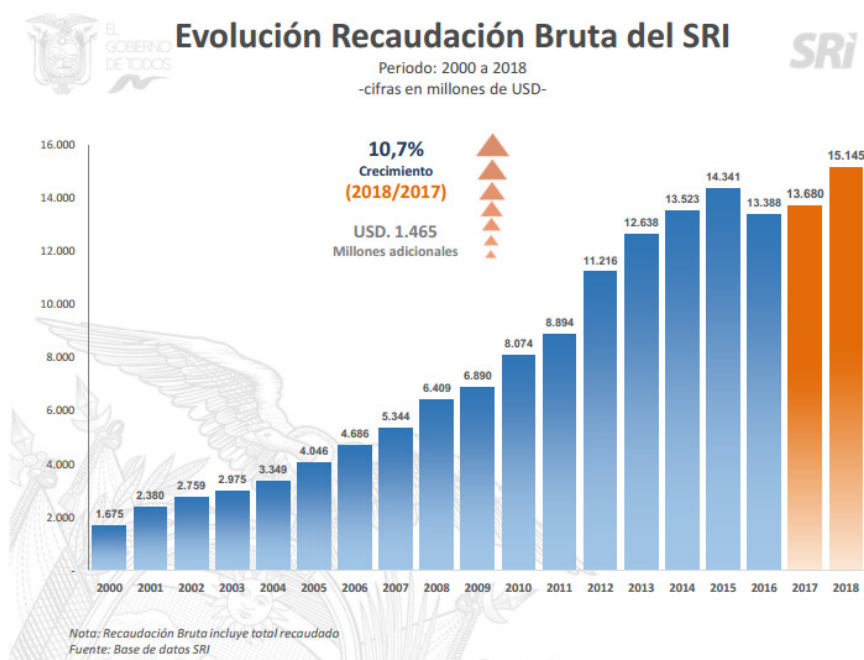 EL
GOBIERNO
DE TODOS
Evolución Recaudación Bruta del SRI
SRi
Periodo: 2000 a 2018
-cifras en millones de USD-
10,7%
Crecimiento
(2018/2017)
USD. 1.465
Millones adicionales
16.000
14.000
12.000
10.000
8.000
6.000
4.000
2.000
-
1.675
2.380
2.759
2.975
3.349
4.046
4.686
5.344
6.409
6.890
8.074
8.894
11.216
12.638
13.523
14.341
13.388
13.680
15.145
2000 2001 2002 2003 2004 2005 2006 2007 2008 2009 2010 2011 2012 2013 2014 2015 2016 2017 2018
Nota: Recaudación Bruta incluye total recaudado
Fuente: Base de datos SRI